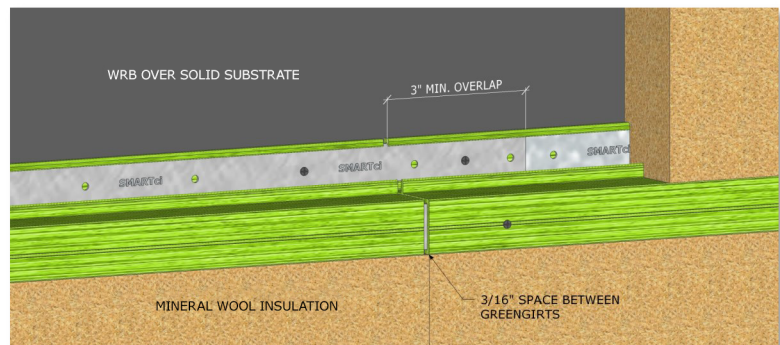 WRB OVER SOLID SUBSTRATE
3" MIN. OVERLAP
SMARTci
SMARTci
SMARTci
MINERAL WOOL INSULATION
3/16" SPACE BETWEEN
GREENGIRTS